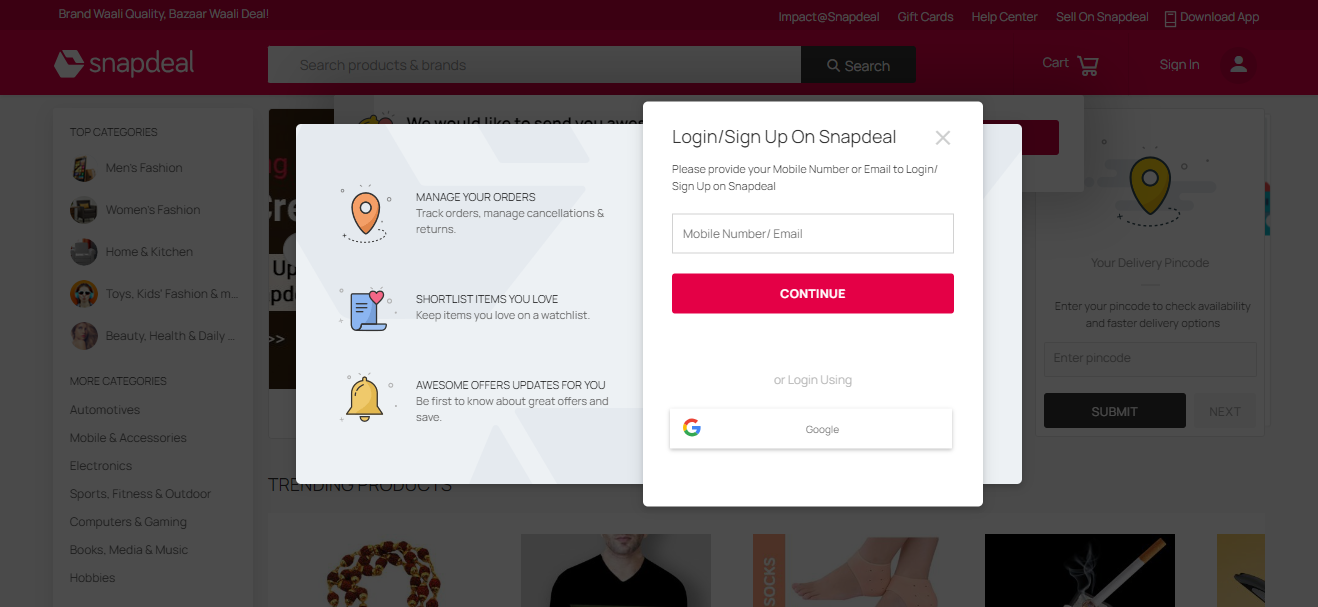 Brand Waali Quality, Bazaar Waali Deal!
Impact@Snapdeal
Gift Cards
Help Center
Sell On Snapdeal
Download App
snapdeal
Search products & brands
Search
Cart
Sign In
TOP CATEGORIES
Men's Fashion
Women's Fashion
Home & Kitchen
Toys, Kids' Fashion & m...
Beauty, Health & Daily ...
MORE CATEGORIES
Automotives
Mobile & Accessories
Electronics
Sports, Fitness & Outdoor
Computers & Gaming
Books, Media & Music
Hobbies
We would like to send you
MANAGE YOUR ORDERS
Track orders, manage cancellations &
returns.
SHORTLIST ITEMS YOU LOVE
Keep items you love on a watchlist.
AWESOME OFFERS UPDATES FOR YOU
Be first to know about great offers and
save.
Login/Sign Up On Snapdeal
Please provide your Mobile Number or Email to Login/
Sign Up on Snapdeal
Mobile Number/ Email
CONTINUE
or Login Using
Google
Your Delivery Pincode
Enter your pincode to check availability
and faster delivery options
Enter pincode
SUBMIT
NEXT
>>
TRENDING PRODUCTS
SOCKS